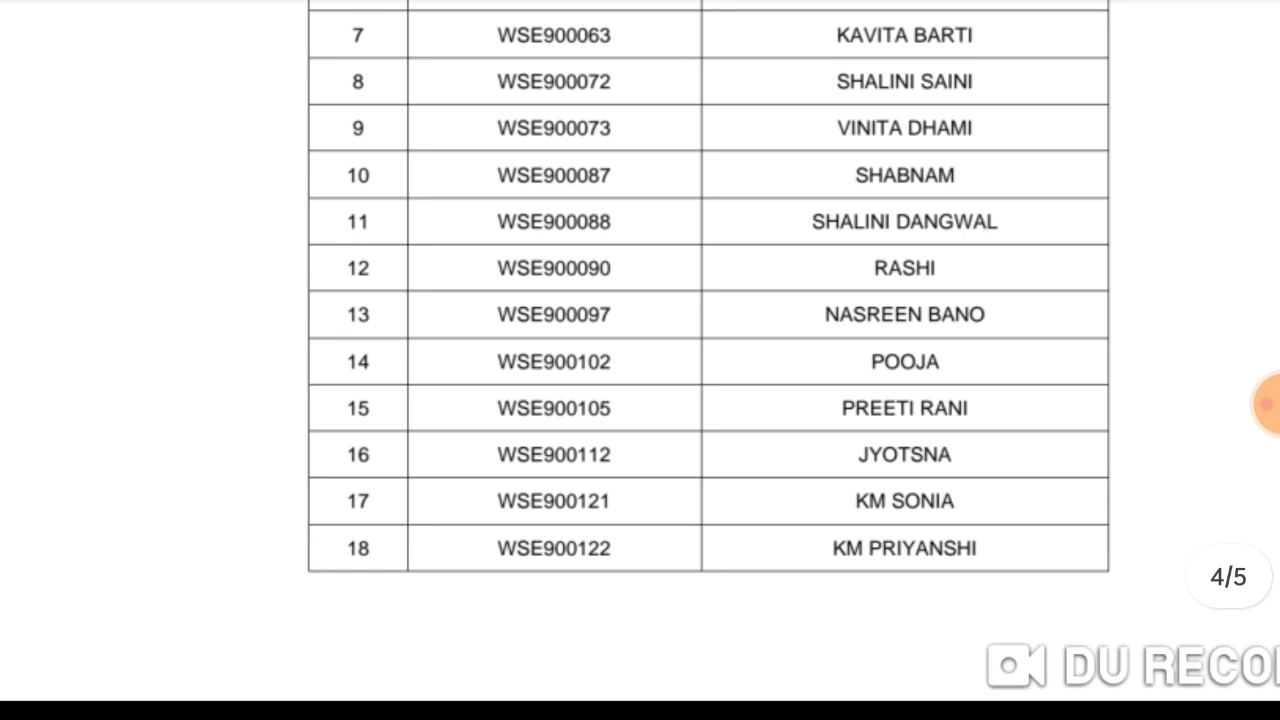 7 WSE900063 KAVITA BARTI
8 WSE900072 SHALINI SAINI
9 WSE900073 VINITA DHAMI
10 WSE900087 SHABNAM
11 WSE900088 SHALINI DANGWAL
12 WSE900090 RASHI
13 WSE900097 NASREEN BANO
14 WSE900102 POOJA
15 WSE900105 PREETI RANI
16 WSE900112 JYOTSNA
17 WSE900121 KM SONIA
18 WSE900122 KM PRIYANSHI
4/5
DU RECO